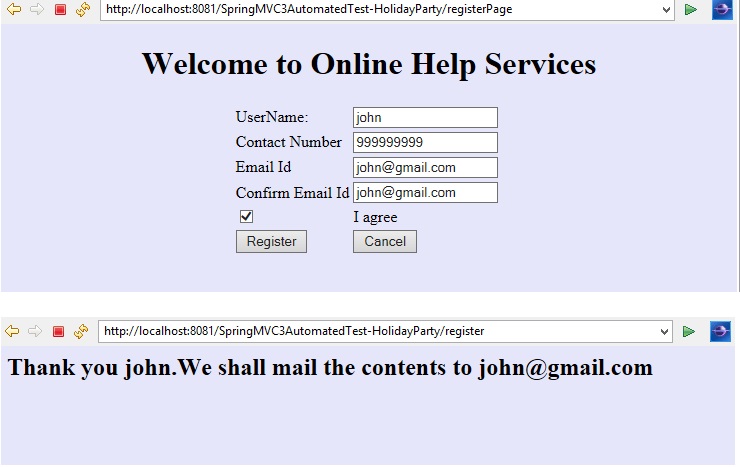 http://localhost:8081/SpringMVC3AutomatedTest-HolidayParty/registerPage
Welcome to Online Help Services
UserName: john
Contact Number 999999999
Email Id john@gmail.com
Confirm Email Id john@gmail.com
I agree
Register Cancel
http://localhost:8081/SpringMVC3AutomatedTest-HolidayParty/register
Thank you john.We shall mail the contents to john@gmail.com